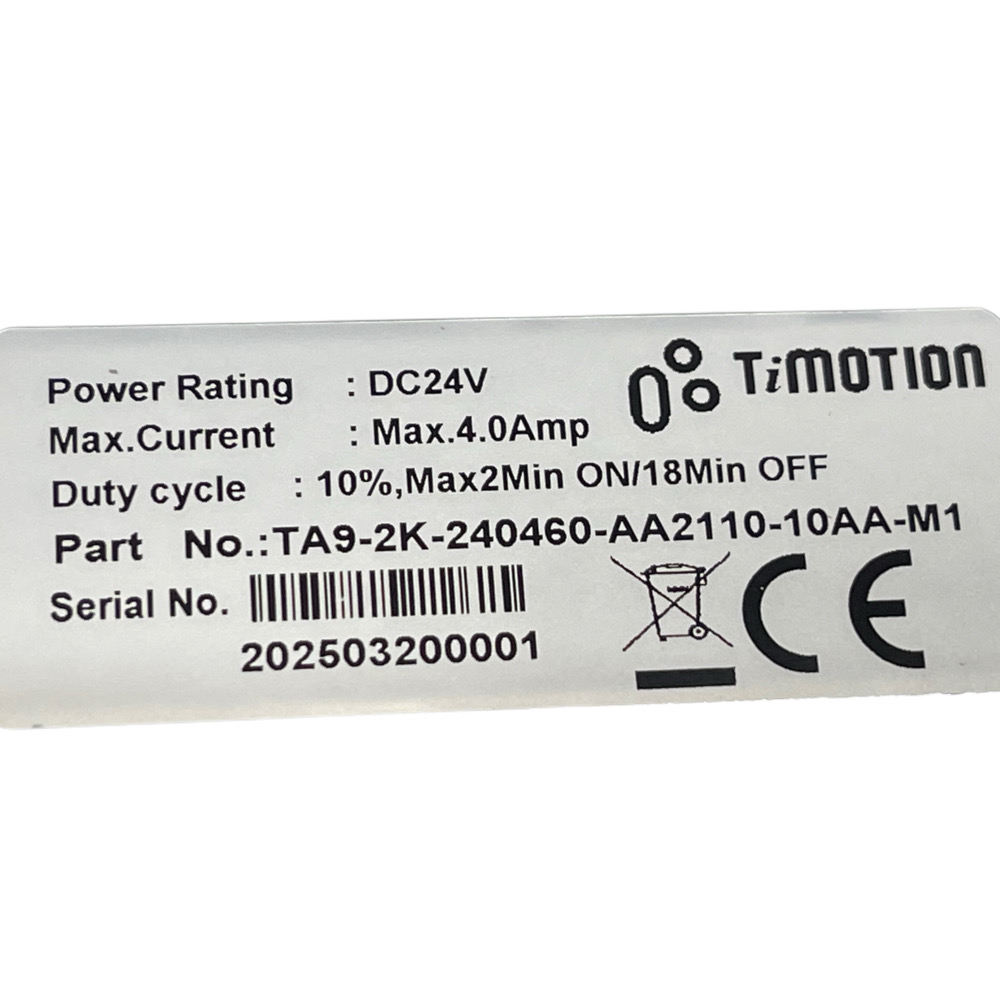 TiMOTION
Power Rating : DC24V
Max.Current : Max.4.0Amp
Duty cycle : 10%,Max2Min ON/18Min OFF
Part No.:TA9-2K-240460-AA2110-10AA-M1
Serial No.
202503200001
CE